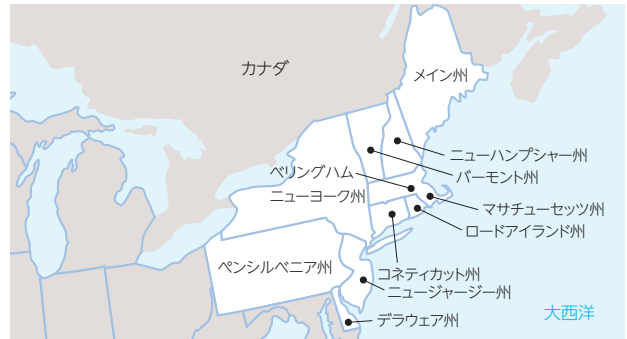 カナダ
メイン州
ニューハンプシャー州
バーモント州
ベリングハム
ニューヨーク州
マサチューセッツ州
ロードアイランド州
ペンシルベニア州
コネティカット州
ニュージャージー州
デラウェア州
大西洋